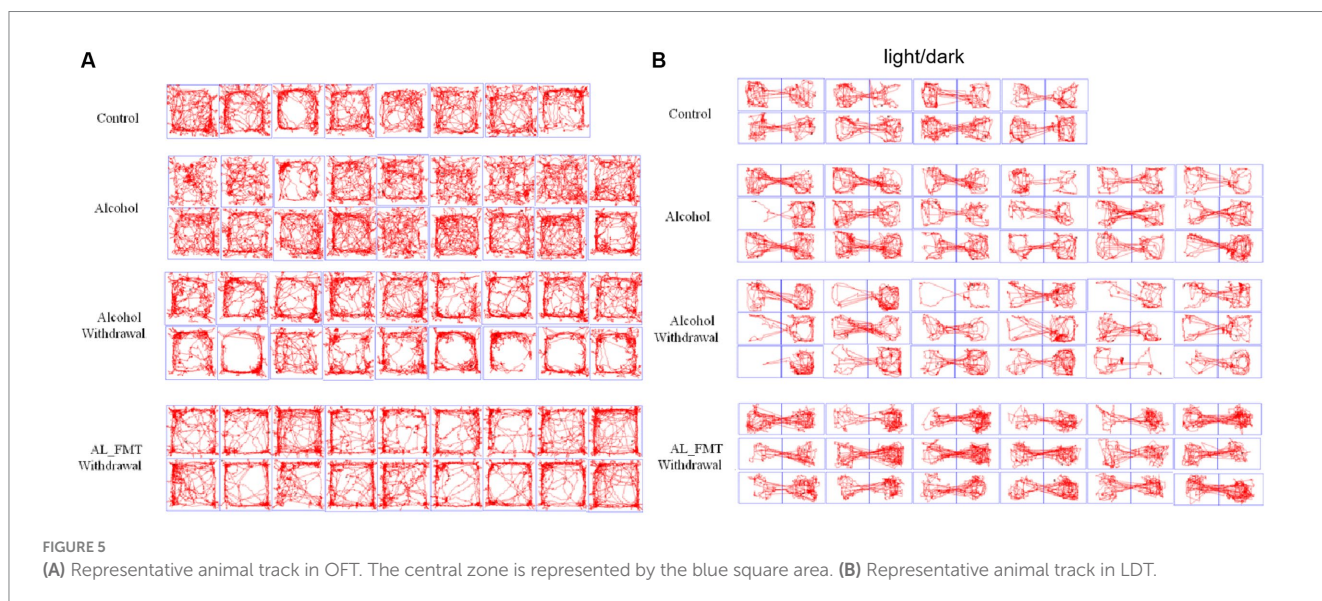 A
Control
Alcohol
Alcohol
Withdrawal
AL_FMT
Withdrawal
B
light/dark
Control
Alcohol
Alcohol
Withdrawal
AL_FMT
Withdrawal
FIGURE 5
(A) Representative animal track in OFT. The central zone is represented by the blue square area. (B) Representative animal track in LDT.